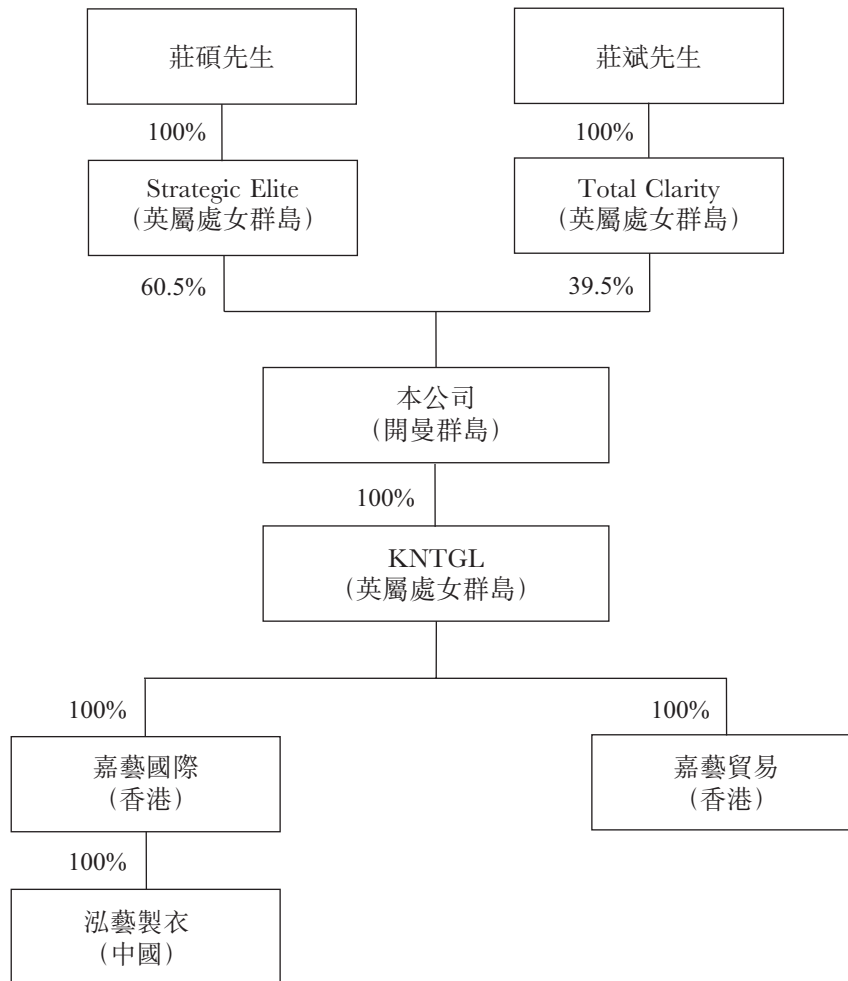 莊碩先生
莊斌先生
100%
100%
Strategic Elite
（英屬處女群島）
Total Clarity
（英屬處女群島）
60.5%
39.5%
本公司
（開曼群島）
100%
KNTGL
（英屬處女群島）
100%
100%
嘉藝國際
（香港）
嘉藝貿易
（香港）
100%
泓藝製衣
（中國）